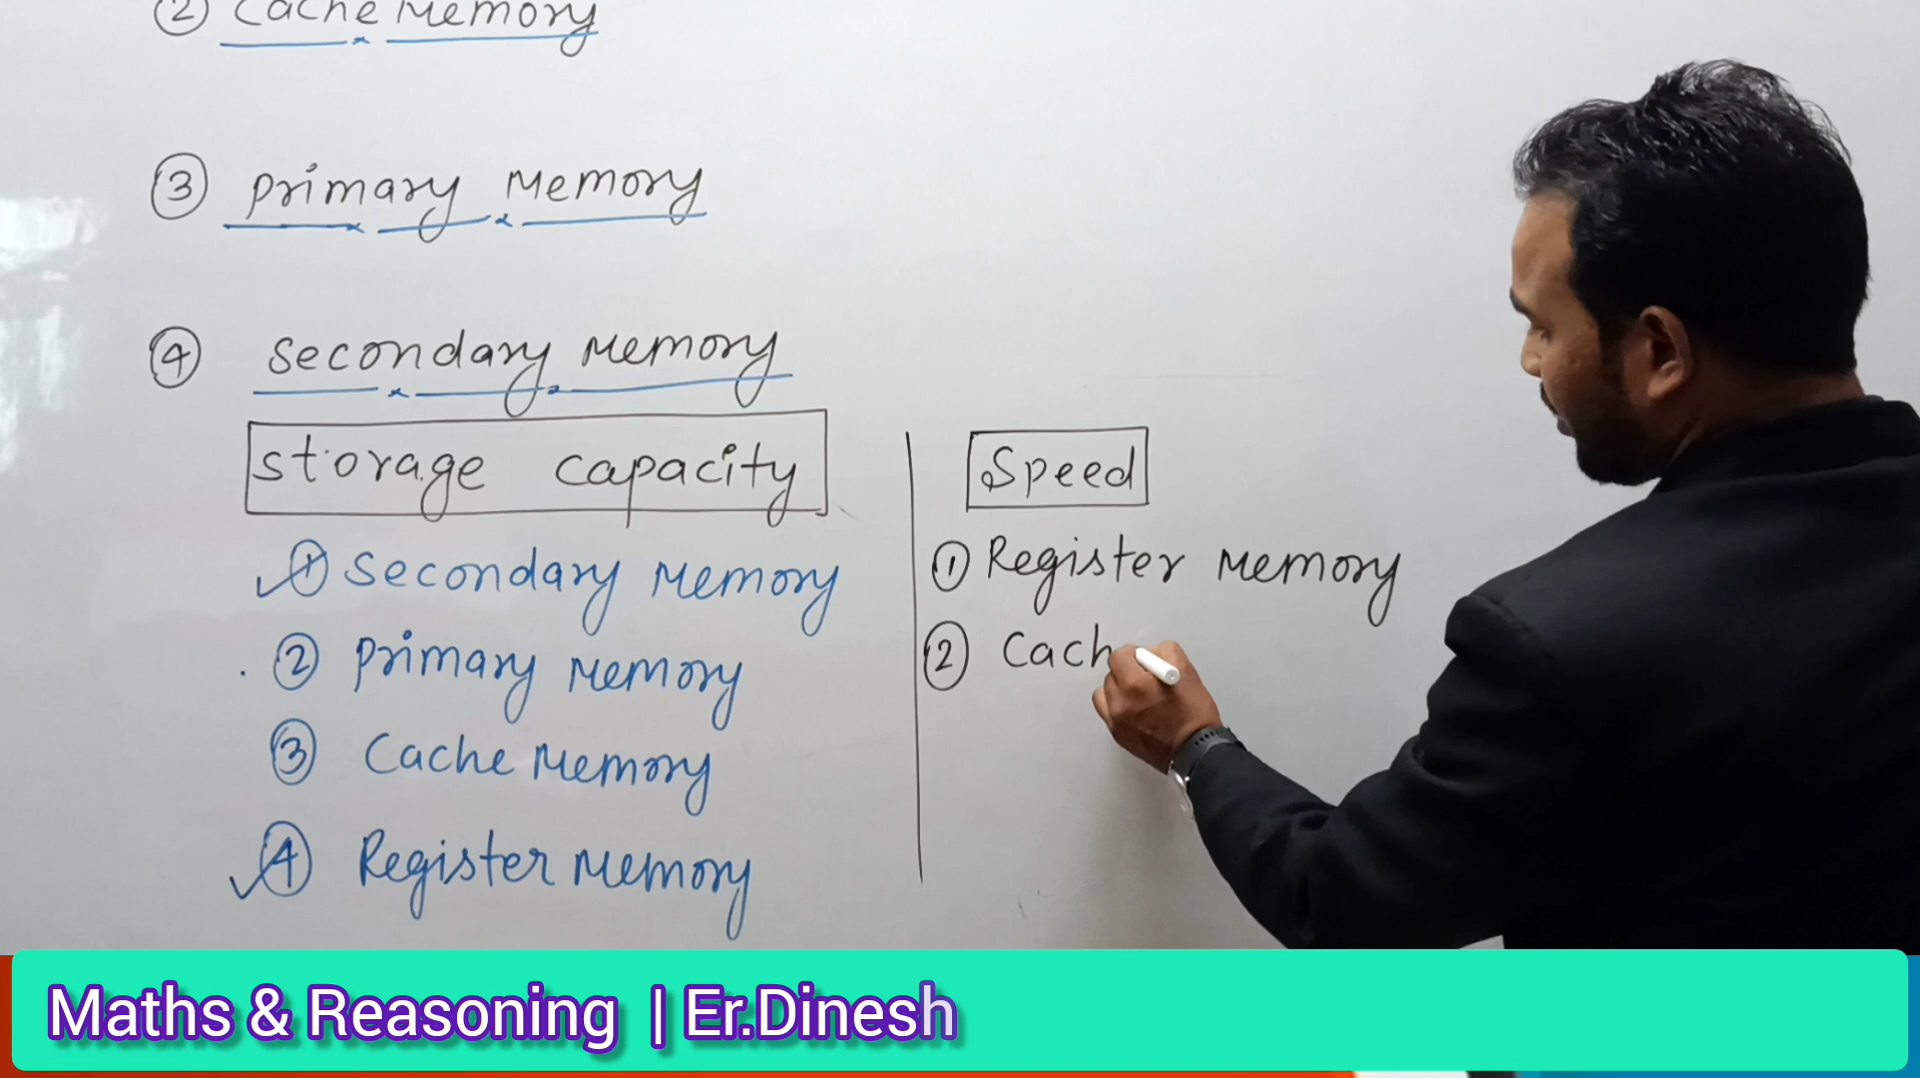 ② Cache Memory
③ Primary Memory
④ Secondary Memory
Storage Capacity
① Secondary Memory
② Primary Memory
③ Cache Memory
④ Register Memory
Speed
① Register Memory
② Cach
Maths & Reasoning | Er.Dinesh